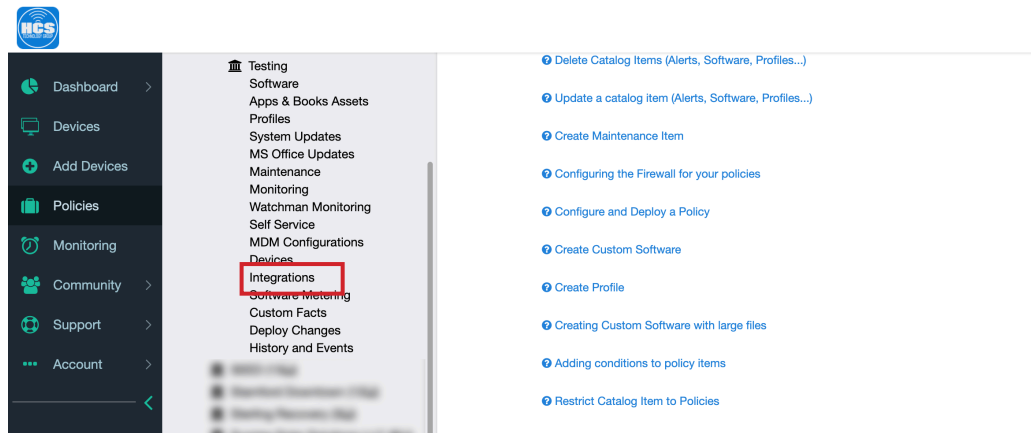 HCS
TECHNOLOGY GROUP
Dashboard
Devices
Add Devices
Policies
Monitoring
Community
Support
Account
Testing
Software
Apps & Books Assets
Profiles
System Updates
MS Office Updates
Maintenance
Monitoring
Watchman Monitoring
Self Service
MDM Configurations
Devices
Integrations
Software Metering
Custom Facts
Deploy Changes
History and Events
Delete Catalog Items (Alerts, Software, Profiles...)
Update a catalog item (Alerts, Software, Profiles...)
Create Maintenance Item
Configuring the Firewall for your policies
Configure and Deploy a Policy
Create Custom Software
Create Profile
Creating Custom Software with large files
Adding conditions to policy items
Restrict Catalog Item to Policies